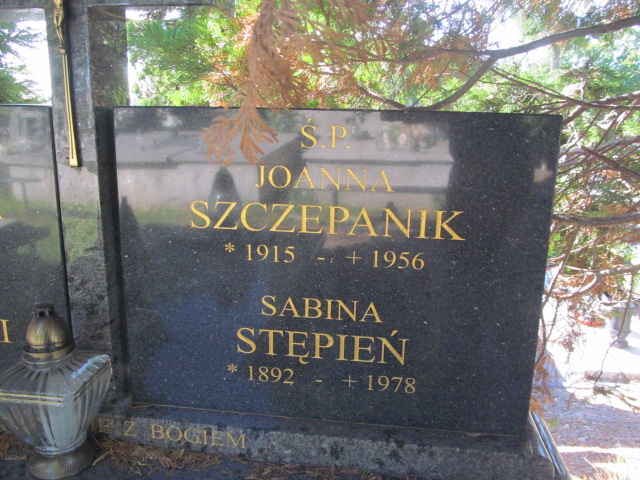 Ś.P.
JOANNA
SZCZEPANIK
* 1915 - + 1956
SABINA
STĘPIEŃ
* 1892 - + 1978
Z BOGIEM